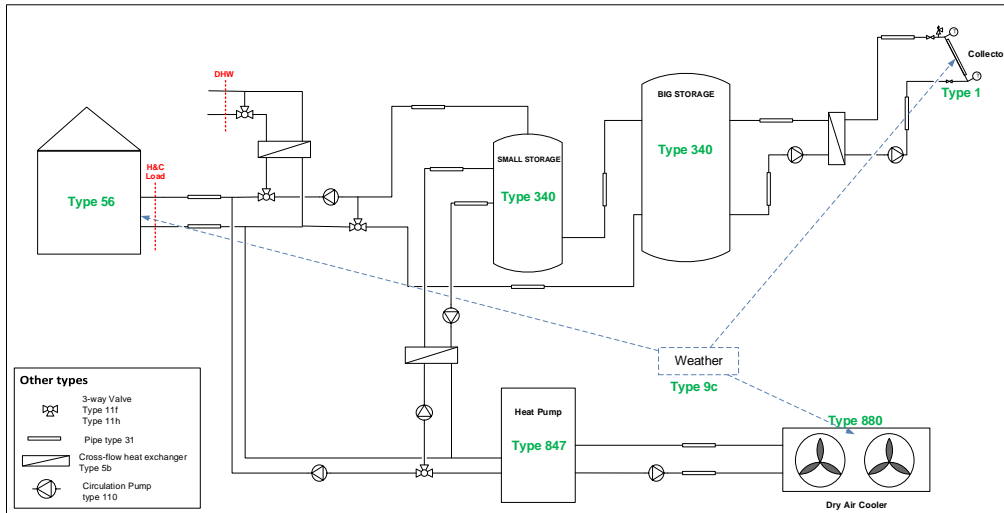 DHW
H&C
Load
Type 56
SMALL STORAGE
Type 340
BIG STORAGE
Type 340
T
Collecto
T
Type 1
Weather
Type 9c
Heat Pump
Type 847
Type 880
Dry Air Cooler
Other types
3-way Valve
Type 11f
Type 11h
Pipe type 31
Cross-flow heat exchanger
Type 5b
Circulation Pump
type 110